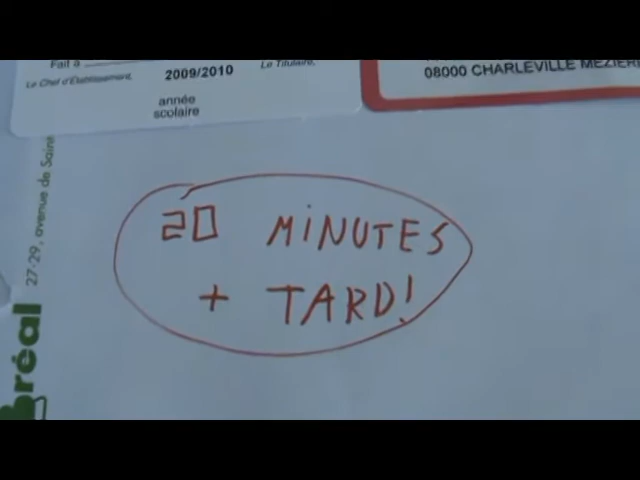 Fait à
Le Chef d'Etablissement,
2009/2010
Le Titulaire,
année
scolaire
08000 CHARLEVILLE MEZIER
27-29, avenue de Saint
réal
20 MINUTES
+ TARD!